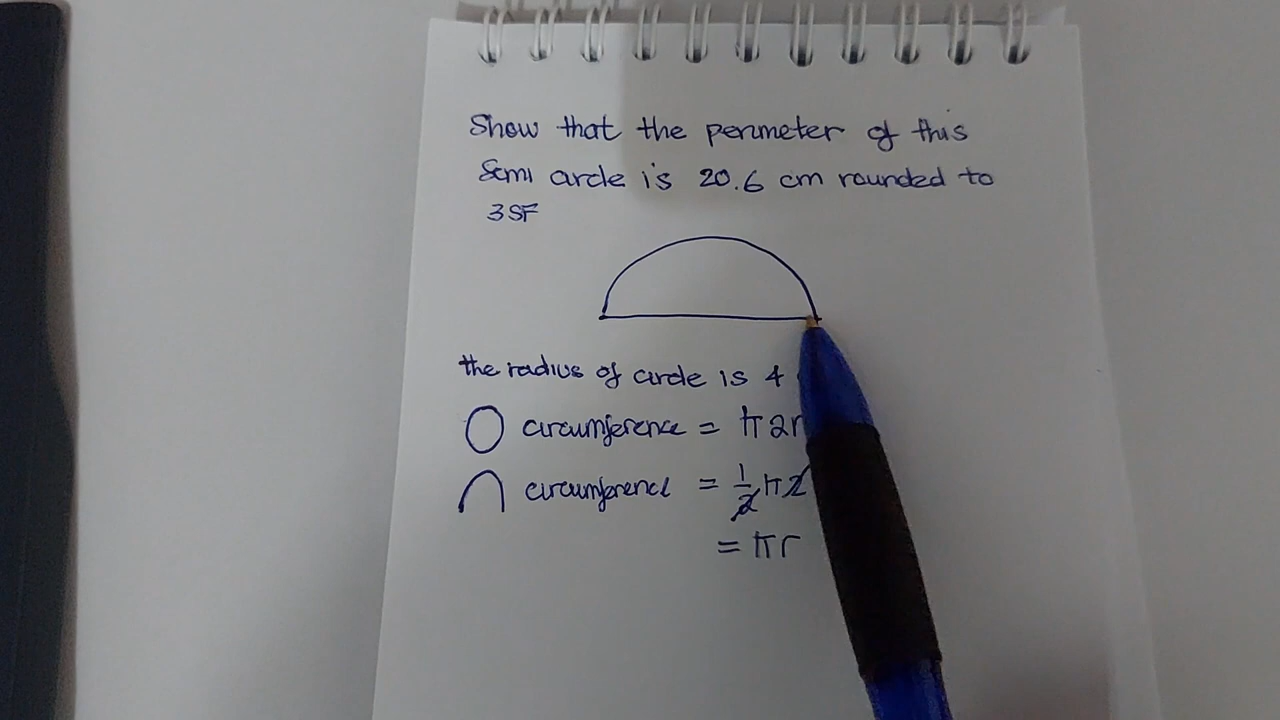 Show that the perimeter of this
Semi circle is 20.6 cm rounded to
3SF
the radius of circle is 4
circumference = π2r
circumference = 1/2 π2
= πr